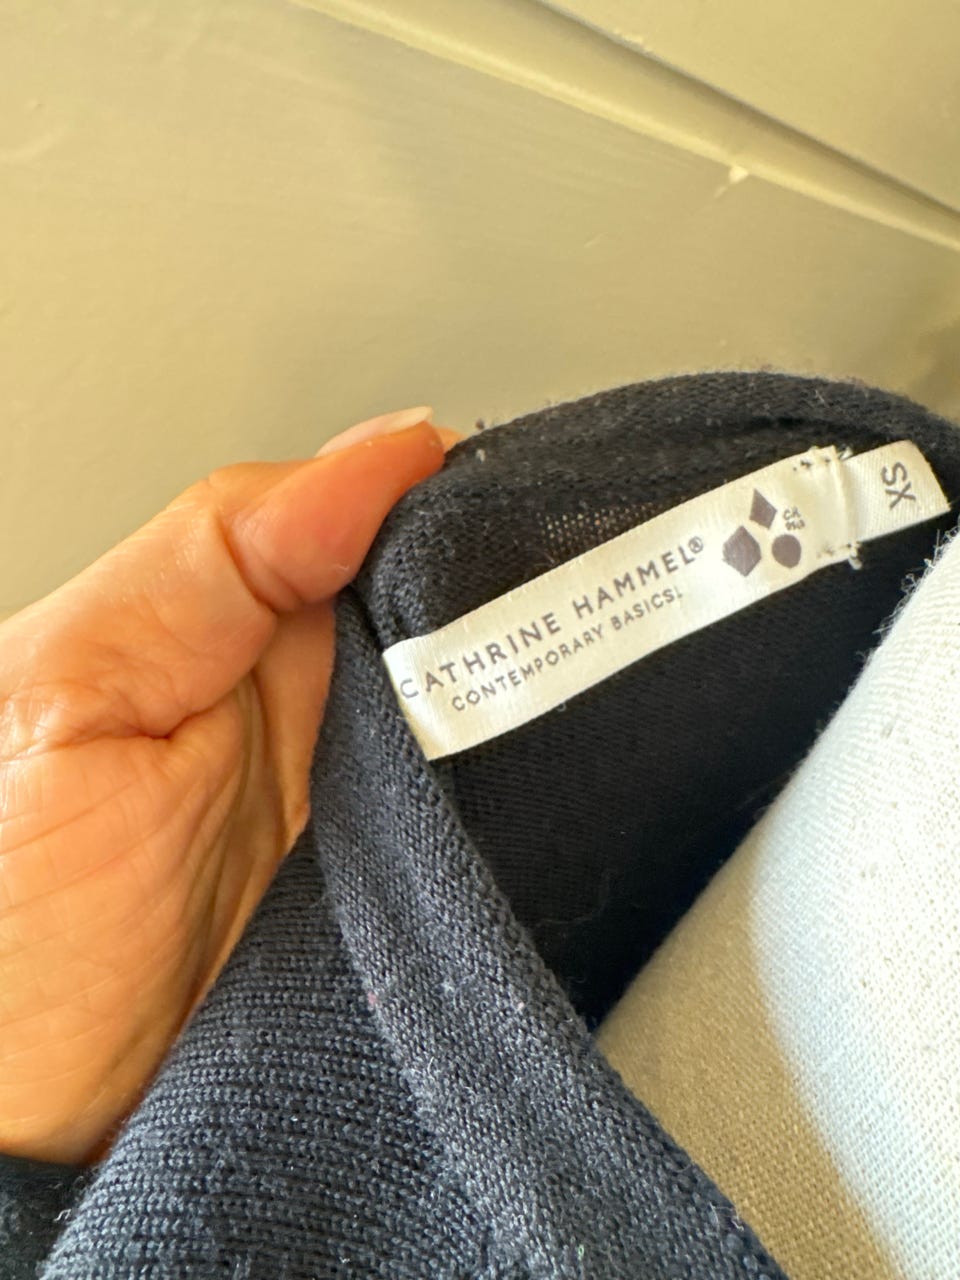 CATHRINE HAMMEL®
CONTEMPORARY BASICS!
XS